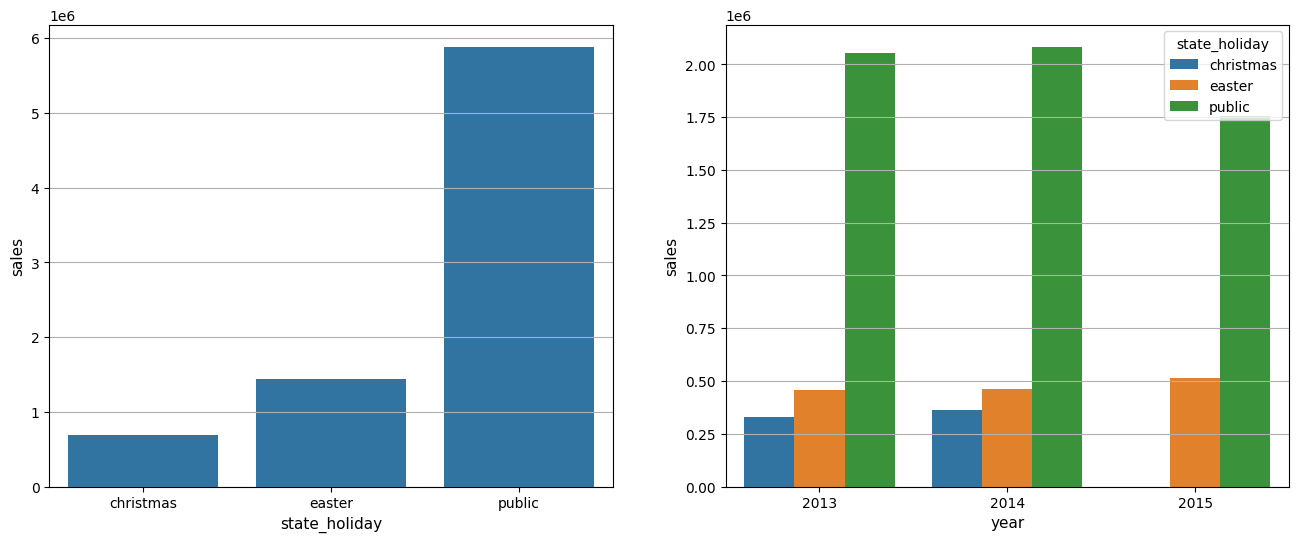 1e6
6
5
4
3
2
1
0
sales
christmas easter public
state_holiday
1e6
2.00
1.75
1.50
1.25
1.00
0.75
0.50
0.25
0.00
sales
state_holiday
christmas
easter
public
2013 2014 2015
year